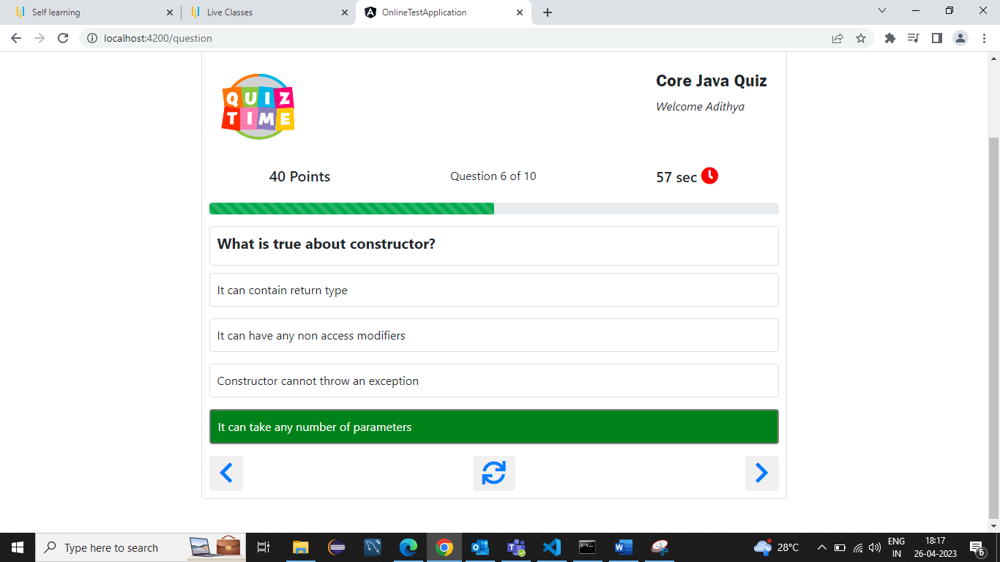 Self learning
Live Classes
OnlineTestApplication
localhost:4200/question
QUIZ
TIME
Core Java Quiz
Welcome Adithya
40 Points
Question 6 of 10
57 sec
What is true about constructor?
It can contain return type
It can have any non access modifiers
Constructor cannot throw an exception
It can take any number of parameters
Type here to search
28°C
ENG
IN
18:17
26-04-2023
6